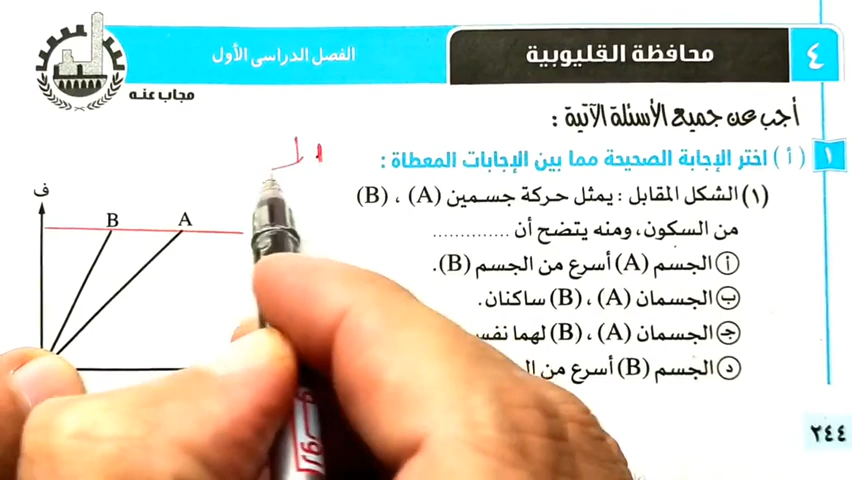 ٤
محافظة القليوبية
الفصل الدراسى الأول
مجاب عنه
أجب عن جميع الأسئلة الآتية :
١ (أ) اختر الإجابة الصحيحة مما بين الإجابات المعطاة :
(١) الشكل المقابل : يمثل حركة جسمين (A) ، (B)
من السكون، ومنه يتضح أن ..............
أ الجسم (A) أسرع من الجسم (B).
ب الجسمان (A) ، (B) ساكنان.
ج الجسمان (A) ، (B) لهما
د الجسم (B) أسرع من
ف
B
A
٢٤٤